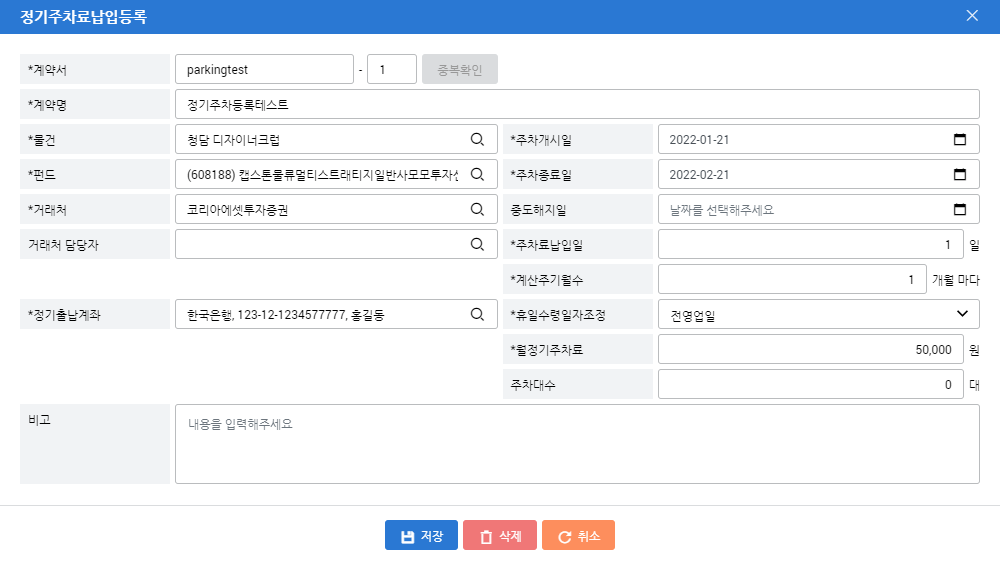 정기주차료납입등록
*계약서 parkingtest - 1 중복확인
*계약명 정기주차등록테스트
*물건 청담 디자이너크럽 *주차개시일 2022-01-21
*펀드 (608188) 캡스톤물류멀티스트래티지일반사모모투자신 *주차종료일 2022-02-21
*거래처 코리아에셋투자증권 중도해지일 날짜를 선택해주세요
거래처 담당자 *주차료납입일 1 일
*계산주기월수 1 개월 마다
*정기출납계좌 한국은행, 123-12-1234577777, 홍길동 *휴일수령일자조정 전영업일
*월정기주차료 50,000 원
주차대수 0 대
비고 내용을 입력해주세요
저장 삭제 취소